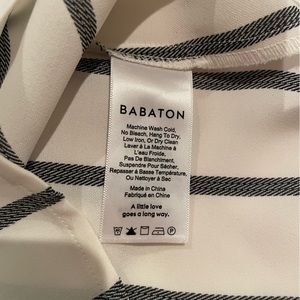 BABATON
Machine Wash Cold,
No Bleach, Hang To Dry,
Low Iron, Or Dry Clean
Laver À La Machine À
L'eau Froide,
Pas De Blanchiment,
Suspendre Pour Sécher,
Repasser à Basse Température,
Ou Nettoyer à Sec
Made in China
Fabriqué en Chine
A little love
goes a long way.